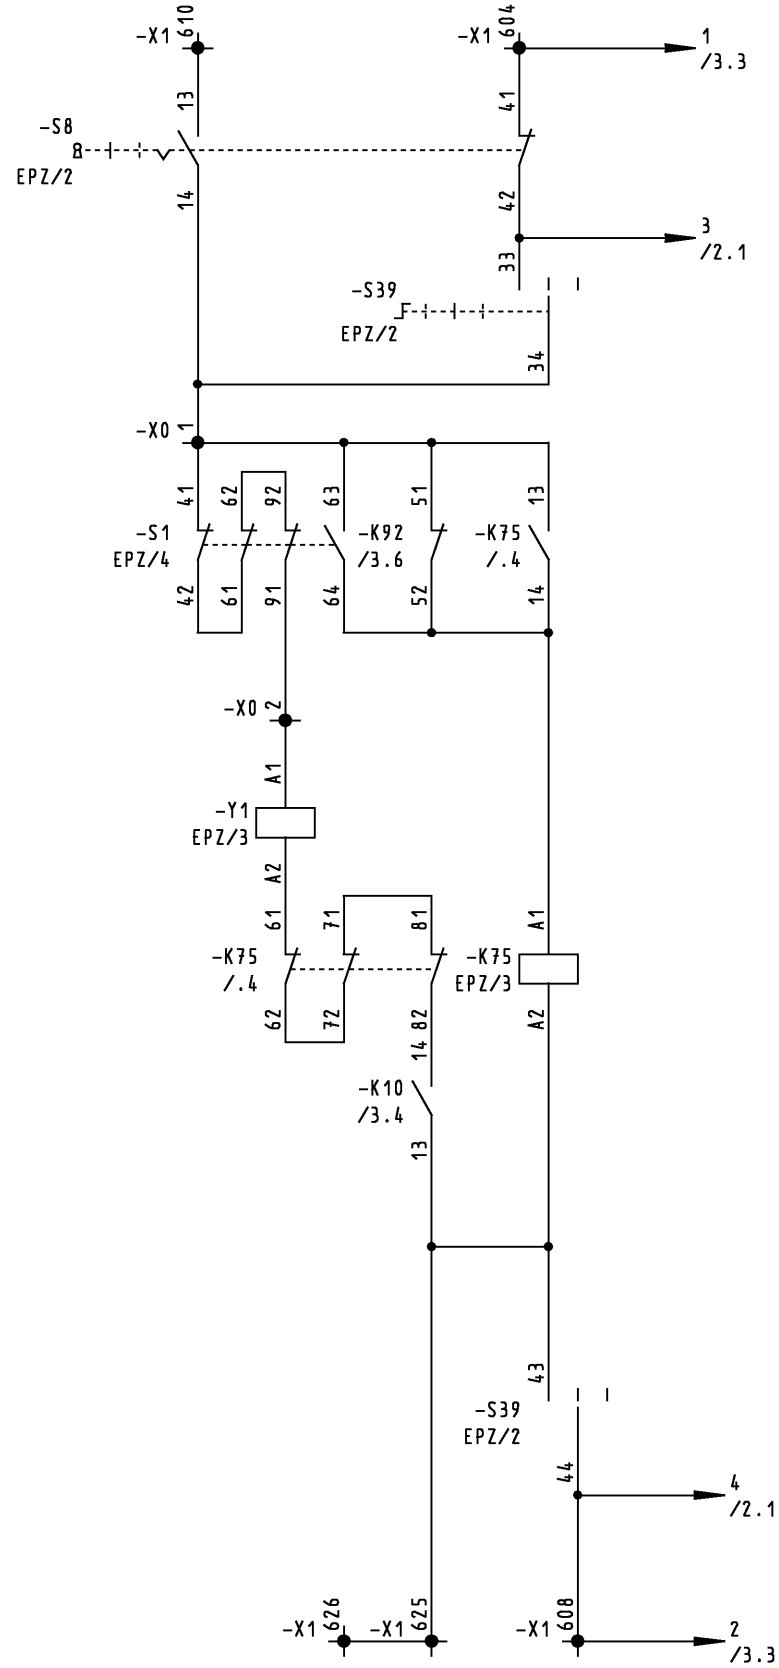 -X1 610
-X1 604
1
/3.3
13
41
-S8
EPZ/2
14
42
3
/2.1
33
-S39
EPZ/2
34
-X0 1
41
62
92
63
51
13
-S1
EPZ/4
-K92
/3.6
-K75
/.4
42
61
91
64
52
14
-X0 2
A1
-Y1
EPZ/3
A2
61
71
81
A1
-K75
/.4
-K75
EPZ/3
62
72
82
A2
14
-K10
/3.4
13
43
-S39
EPZ/2
44
4
/2.1
-X1 626
-X1 625
-X1 608
2
/3.3